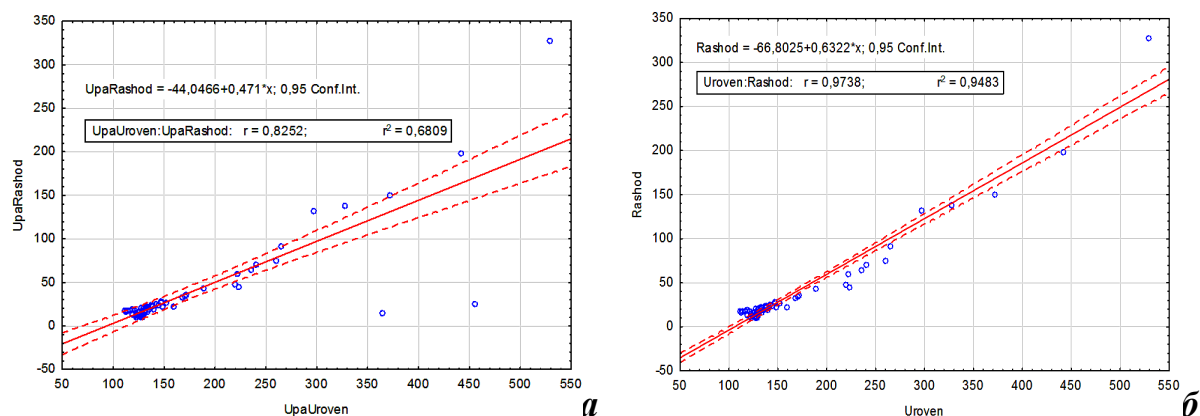 350
300
250
200
150
100
50
0
-50
UpaRashod
UpaRashod = -44,0466+0,471*x; 0,95 Conf.Int.
UpaUroven:UpaRashod: r = 0,8252; r² = 0,6809
50 100 150 200 250 300 350 400 450 500 550
UpaUroven
а
350
300
250
200
150
100
50
0
-50
Rashod
Rashod = -66,8025+0,6322*x; 0,95 Conf.Int.
Uroven:Rashod: r = 0,9738; r² = 0,9483
50 100 150 200 250 300 350 400 450 500 550
Uroven
б